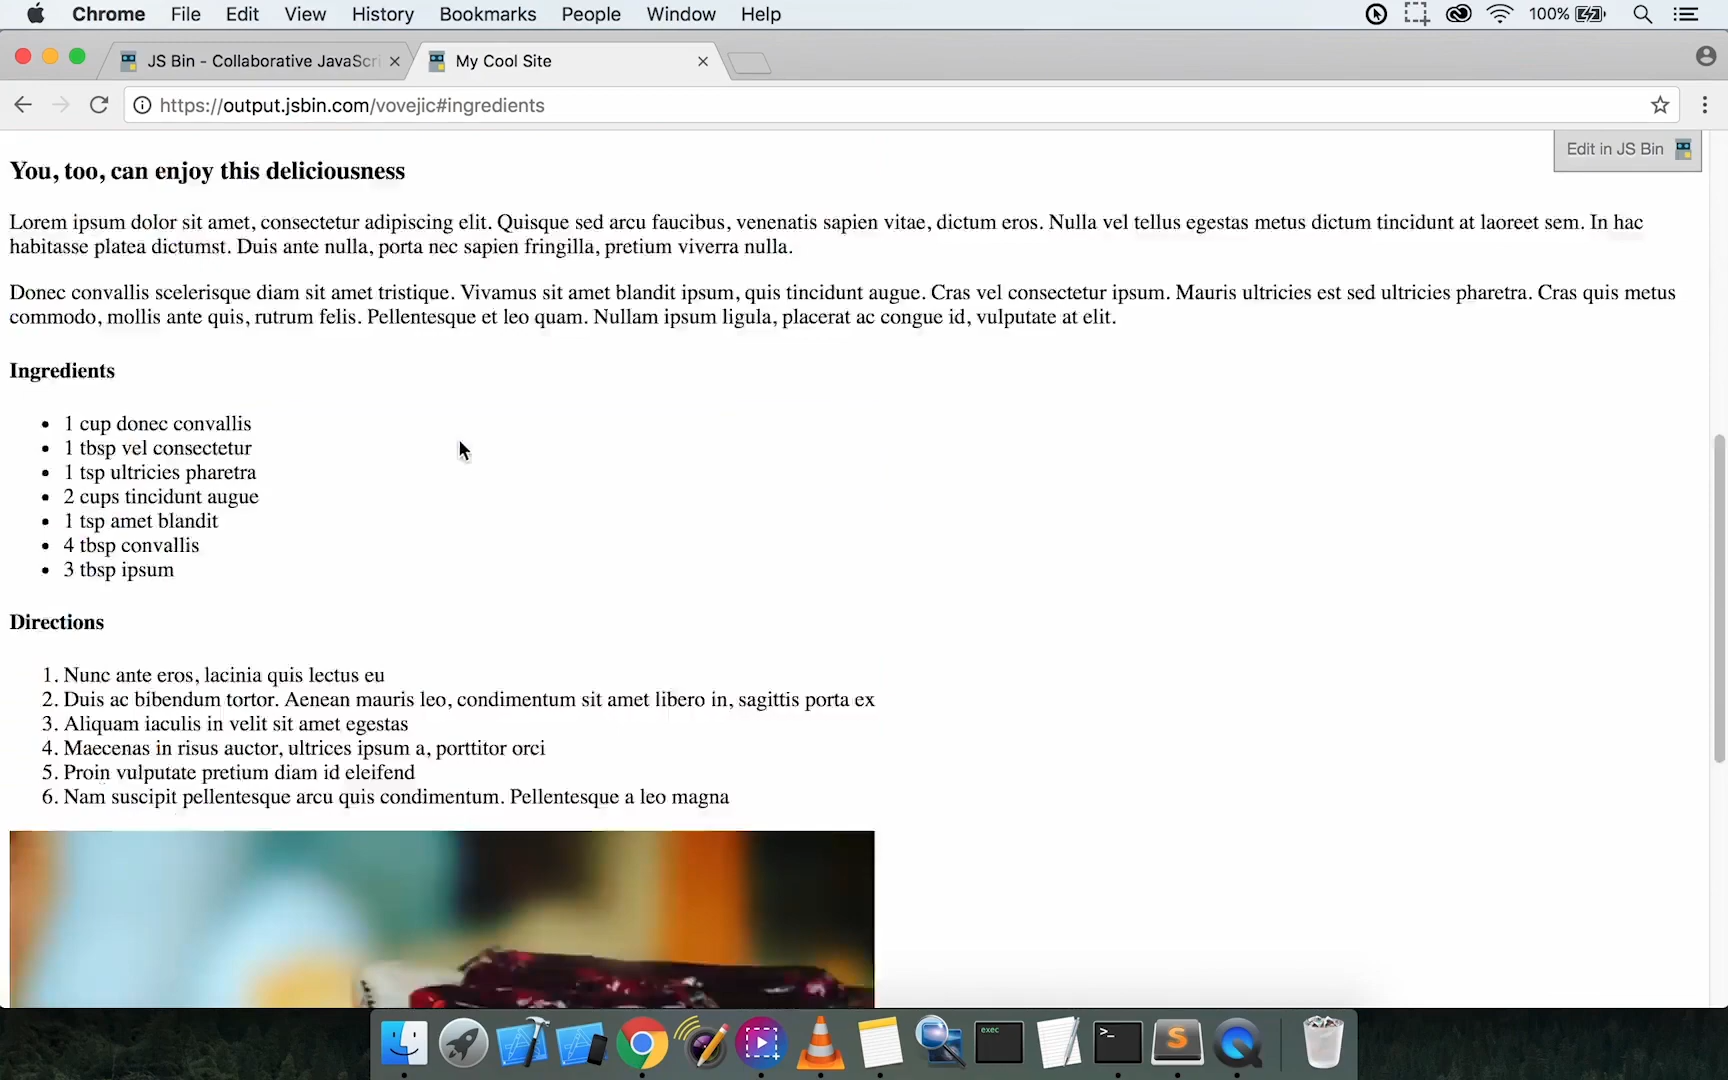 Chrome File Edit View History Bookmarks People Window Help 100%
JS Bin - Collaborative JavaScri My Cool Site
https://output.jsbin.com/vovejic#ingredients
Edit in JS Bin
You, too, can enjoy this deliciousness
Lorem ipsum dolor sit amet, consectetur adipiscing elit. Quisque sed arcu faucibus, venenatis sapien vitae, dictum eros. Nulla vel tellus egestas metus dictum tincidunt at laoreet sem. In hac
habitasse platea dictumst. Duis ante nulla, porta nec sapien fringilla, pretium viverra nulla.
Donec convallis scelerisque diam sit amet tristique. Vivamus sit amet blandit ipsum, quis tincidunt augue. Cras vel consectetur ipsum. Mauris ultricies est sed ultricies pharetra. Cras quis metus
commodo, mollis ante quis, rutrum felis. Pellentesque et leo quam. Nullam ipsum ligula, placerat ac congue id, vulputate at elit.
Ingredients
• 1 cup donec convallis
• 1 tbsp vel consectetur
• 1 tsp ultricies pharetra
• 2 cups tincidunt augue
• 1 tsp amet blandit
• 4 tbsp convallis
• 3 tbsp ipsum
Directions
1. Nunc ante eros, lacinia quis lectus eu
2. Duis ac bibendum tortor. Aenean mauris leo, condimentum sit amet libero in, sagittis porta ex
3. Aliquam iaculis in velit sit amet egestas
4. Maecenas in risus auctor, ultrices ipsum a, porttitor orci
5. Proin vulputate pretium diam id eleifend
6. Nam suscipit pellentesque arcu quis condimentum. Pellentesque a leo magna
exec
>_
S